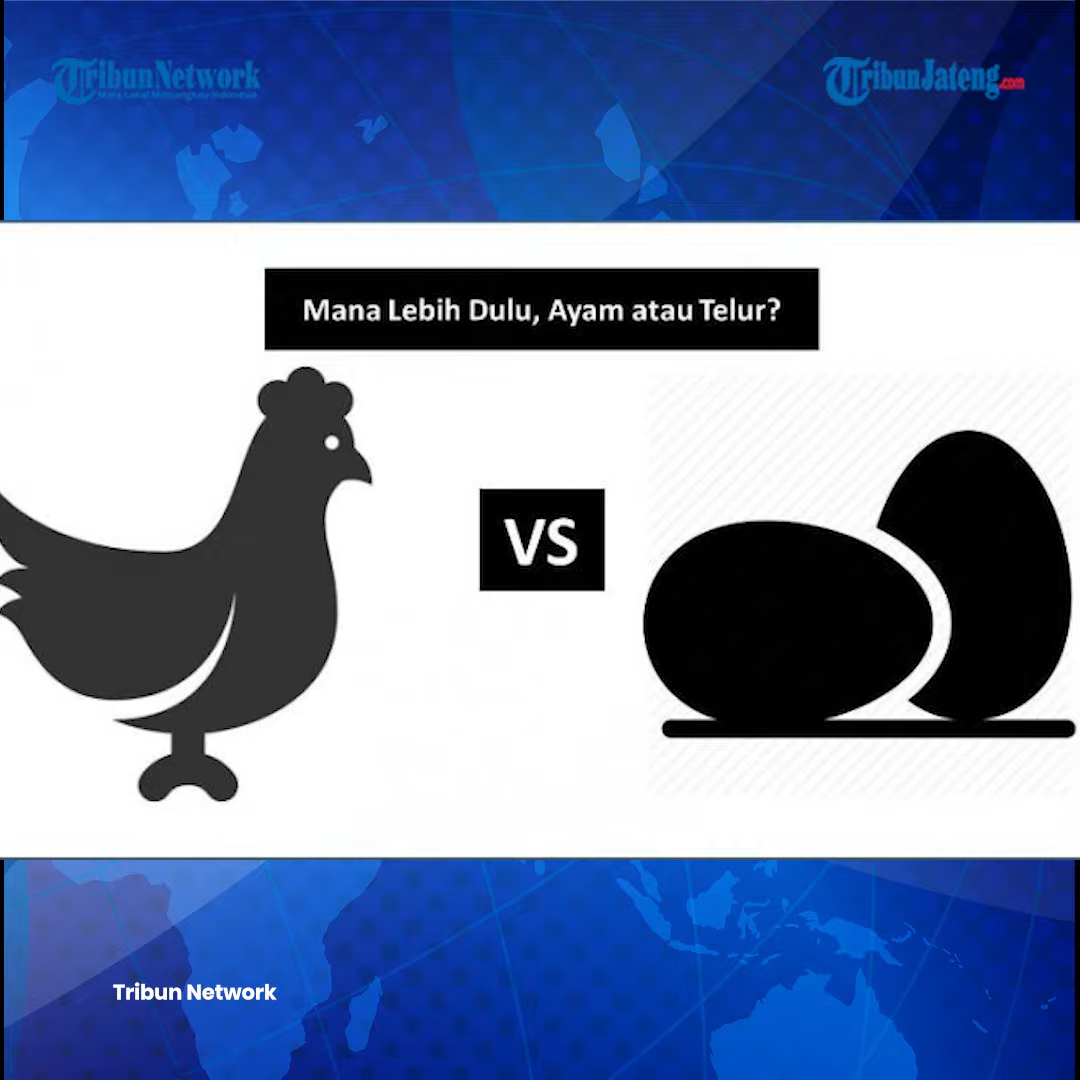 TribunNetwork
TribunJateng.com
Mana Lebih Dulu, Ayam atau Telur?
VS
Tribun Network